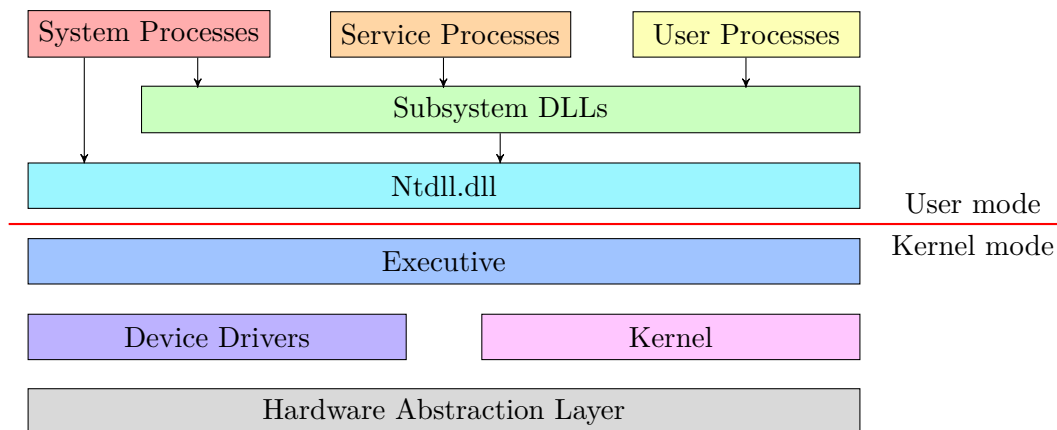 System Processes
Service Processes
User Processes
Subsystem DLLs
Ntdll.dll
User mode
Kernel mode
Executive
Device Drivers
Kernel
Hardware Abstraction Layer